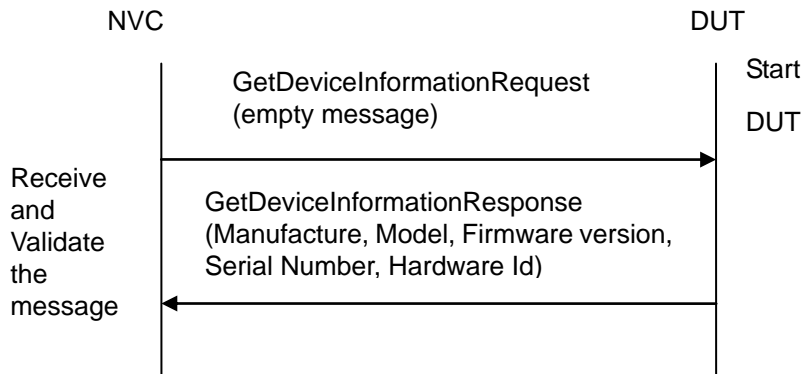 NVC
DUT
Start
DUT
GetDeviceInformationRequest
(empty message)
Receive
and
Validate
the
message
GetDeviceInformationResponse
(Manufacture, Model, Firmware version,
Serial Number, Hardware Id)